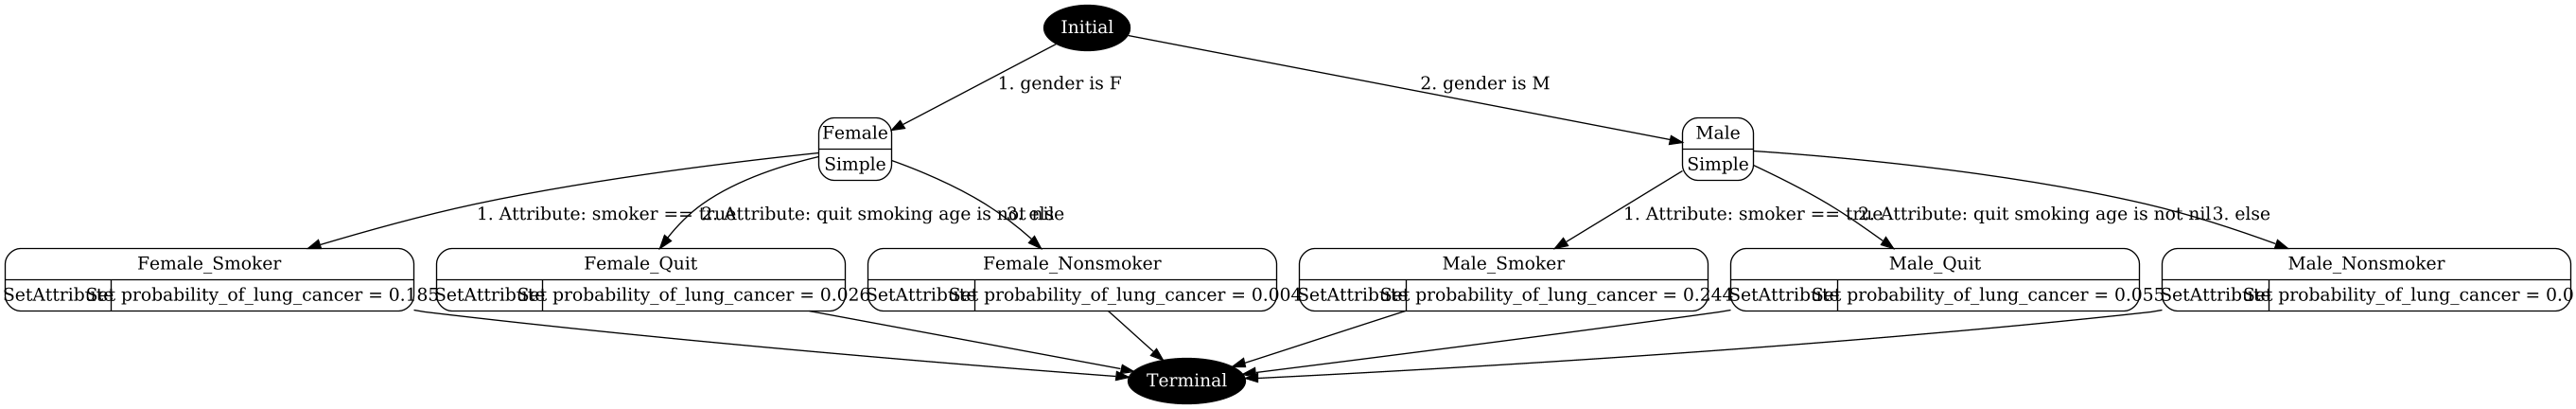 Initial
1. gender is F
2. gender is M
Female
Simple
Male
Simple
1. Attribute: smoker == true
2. Attribute: quit smoking age is not nil
3. else
1. Attribute: smoker == true
2. Attribute: quit smoking age is not nil
3. else
Female_Smoker
SetAttribute
Set probability_of_lung_cancer = 0.185
Female_Quit
SetAttribute
Set probability_of_lung_cancer = 0.026
Female_Nonsmoker
SetAttribute
Set probability_of_lung_cancer = 0.004
Male_Smoker
SetAttribute
Set probability_of_lung_cancer = 0.244
Male_Quit
SetAttribute
Set probability_of_lung_cancer = 0.055
Male_Nonsmoker
SetAttribute
Set probability_of_lung_cancer = 0.0
Terminal